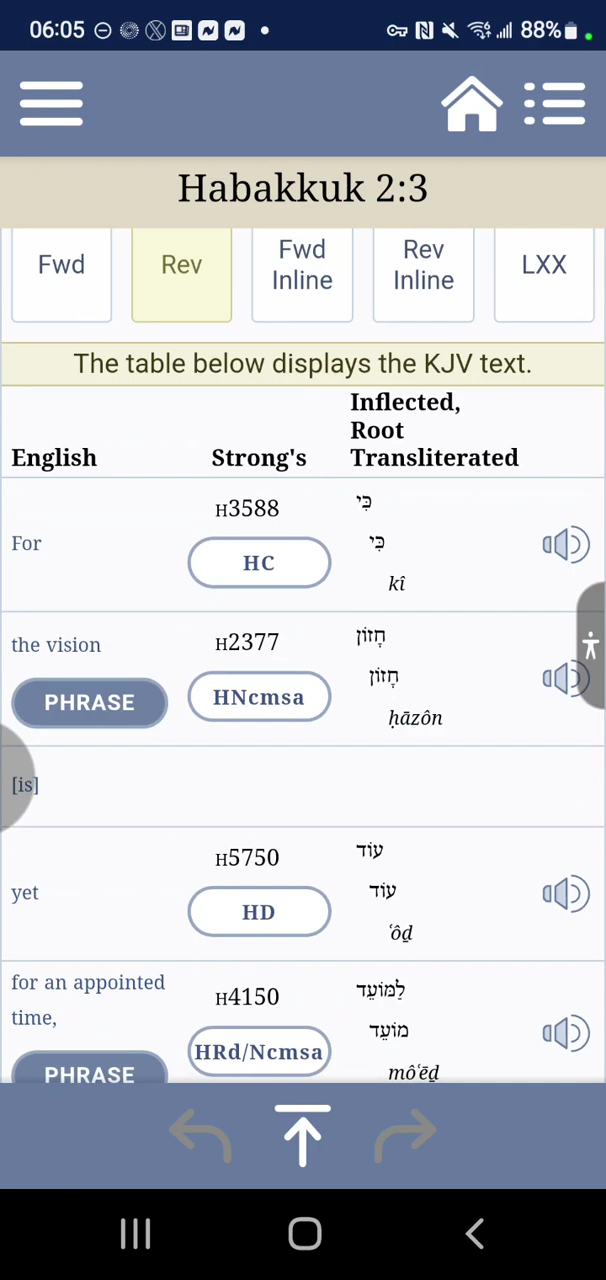 06:05 88%
Habakkuk 2:3
Fwd Rev Fwd Rev LXX
Inline Inline
The table below displays the KJV text.
Inflected,
Root
English Strong's Transliterated
H3588 כִּי
For HC כִּי
kî
the vision H2377 חָזוֹן
PHRASE HNcmsa חָזוֹן
ḥāzôn
[is]
H5750 עוֹד
yet HD עוֹד
ʿôḏ
for an appointed H4150 לַמּוֹעֵד
time, HRd/Ncmsa מוֹעֵד
PHRASE môʿēḏ